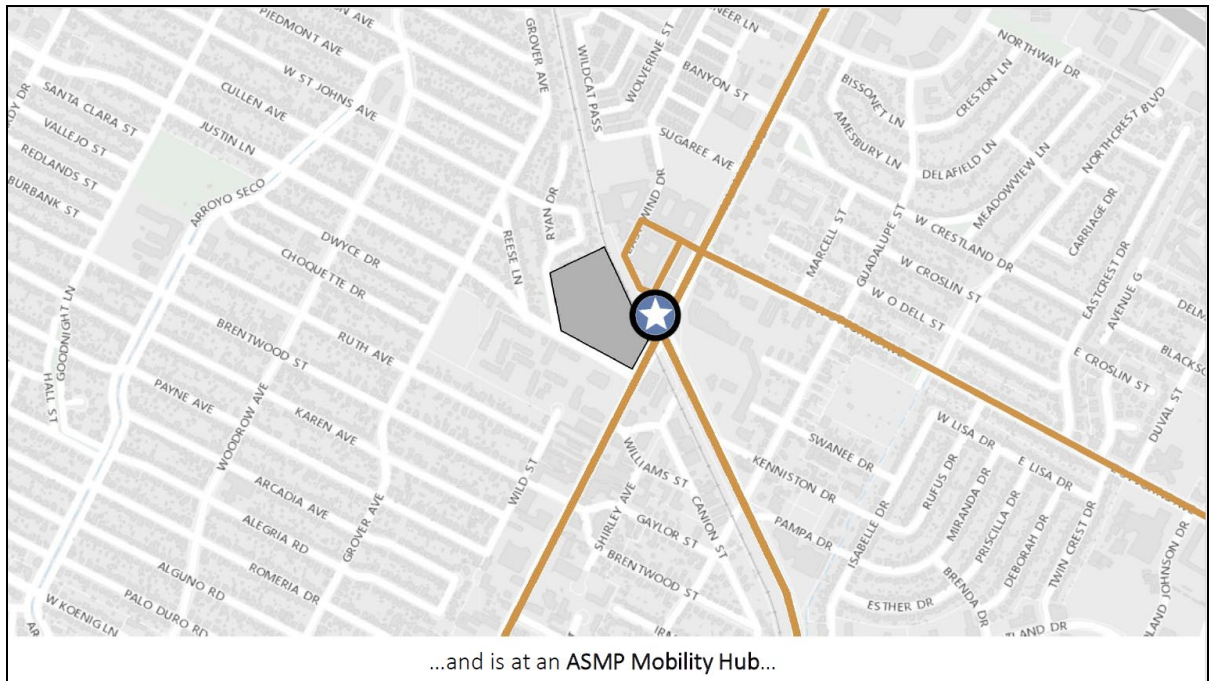 PIEDMONT AVE
W ST JOHNS AVE
CULLEN AVE
JUSTIN LN
SANTA CLARA ST
VALLEJO ST
REDLANDS ST
BURBANK ST
ARROYO SECO
GROVER AVE
WILDCAT PASS
WOLVERINE ST
BANYON ST
SUGAREE AVE
RYAN DR
REESE LN
DWYCE DR
CHOQUETTE DR
RUTH AVE
BRENTWOOD ST
KAREN AVE
PAYNE AVE
WOODROW AVE
GOODNIGHT LN
HALL ST
ARCADIA AVE
ALEGRIA RD
GROVER AVE
ROMERIA DR
ALGUNO RD
PALO DURO RD
W KOENIG LN
WILD ST
WILLIAMS ST
SHIRLEY AVE
CANION ST
GAYLOR ST
BRENTWOOD ST
NORTHWAY DR
BISSONET LN
CRESTON LN
AMESBURY LN
DELAFIELD LN
MEADOWVIEW LN
NORTHCREST BLVD
CARRIAGE DR
EASTCREST DR
AVENUE G
MARCELL ST
GUADALUPE ST
W CRESTLAND DR
W CROSLIN ST
W O DELL ST
E CROSLIN ST
DUVAL ST
SWANEE DR
KENNISTON DR
PAMPA DR
ISABELLE DR
W LISA DR
E LISA DR
RUFUS DR
MIRANDA DR
PRISCILLA DR
DEBORAH DR
TWIN CREST DR
BRENDA DR
ESTHER DR
LAND JOHNSON DR
...and is at an ASMP Mobility Hub...